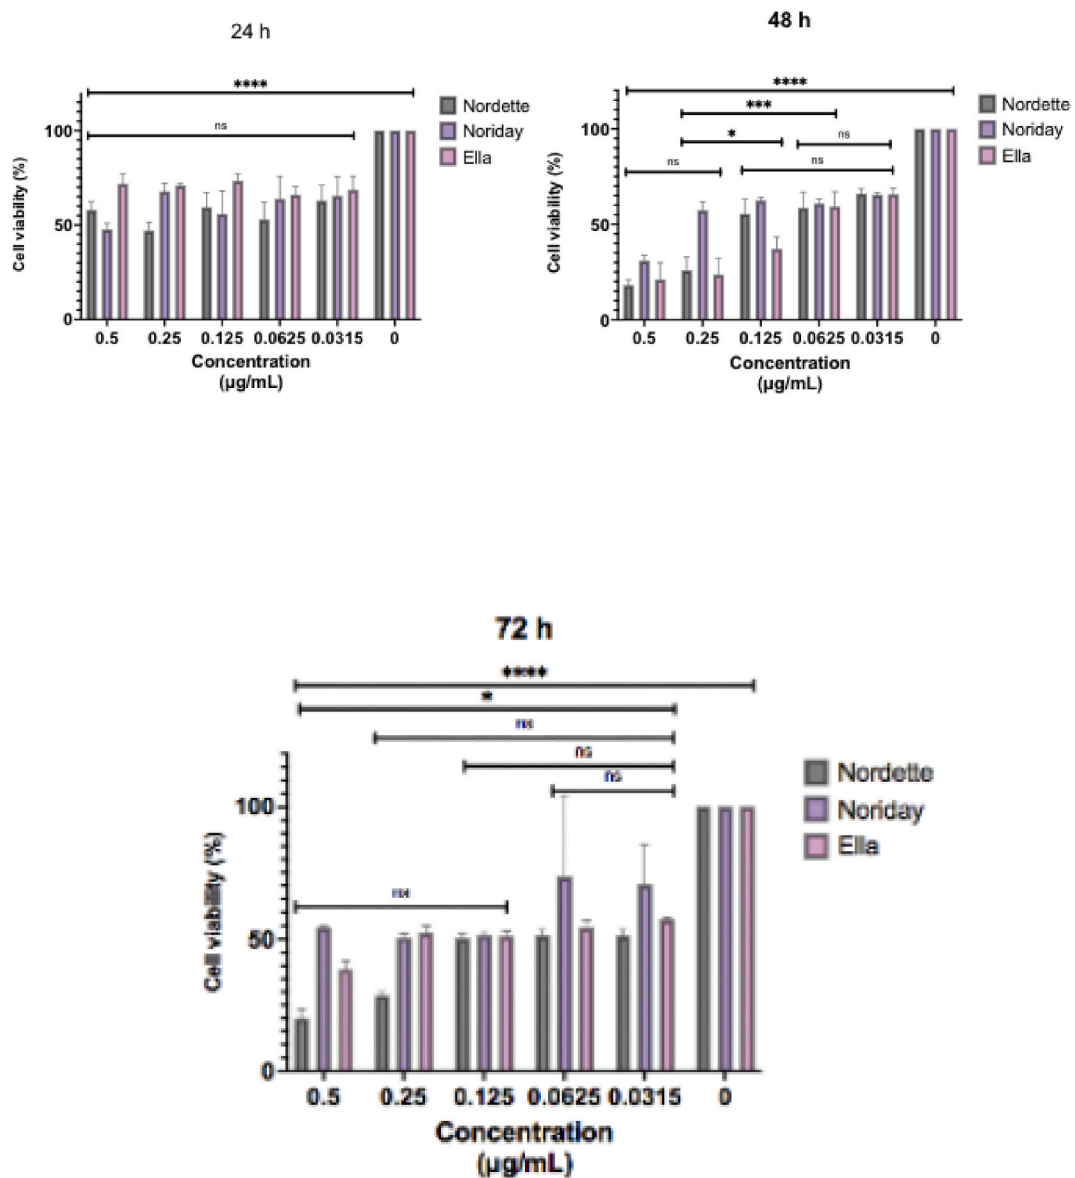 24 h
****
ns
Nordette
Noriday
Ella
Cell viability (%)
100
50
0
0.5 0.25 0.125 0.0625 0.0315 0
Concentration
(µg/mL)
48 h
****
***
*
ns
ns
ns
Nordette
Noriday
Ella
Cell viability (%)
100
50
0
0.5 0.25 0.125 0.0625 0.0315 0
Concentration
(µg/mL)
72 h
****
*
ns
ns
ns
Nordette
Noriday
Ella
Cell viability (%)
100
50
0
0.5 0.25 0.125 0.0625 0.0315 0
Concentration
(µg/mL)